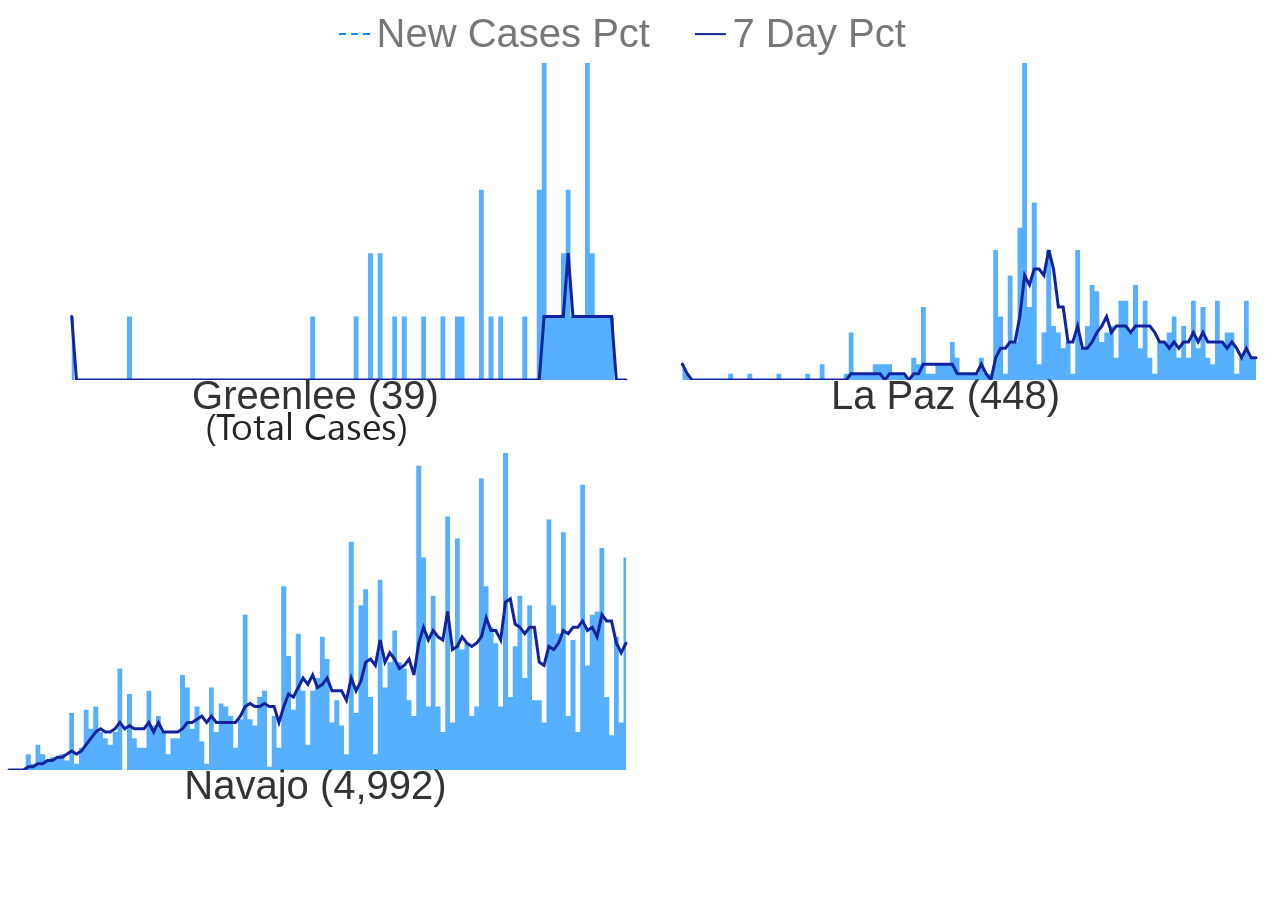 New Cases Pct 7 Day Pct
Greenlee (39)
(Total Cases)
La Paz (448)
Navajo (4,992)